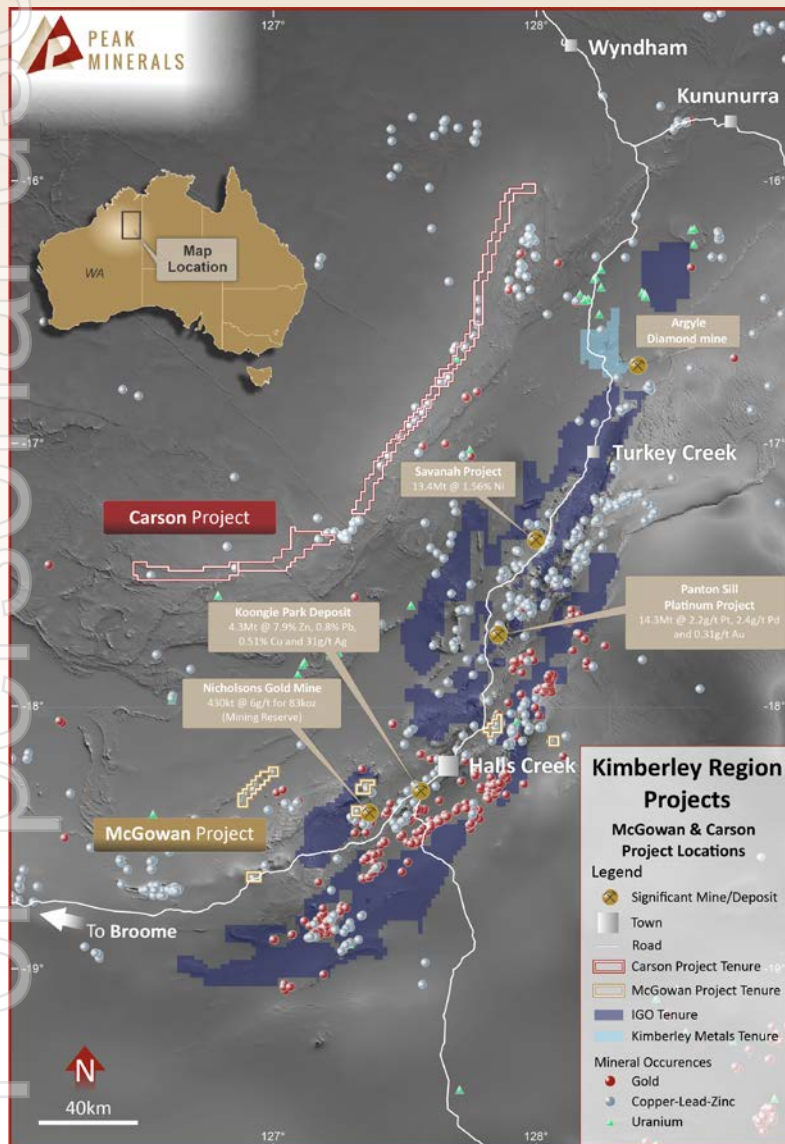 PEAK
MINERALS
127°
128°
Wyndham
Kununurra
-16°
-16°
Map
Location
WA
Argyle
Diamond mine
-17°
-17°
Turkey Creek
Savanah Project
13.4Mt @ 1.56% Ni
Carson Project
Koongie Park Deposit
4.3Mt @ 7.9% Zn, 0.8% Pb,
0.51% Cu and 31g/t Ag
Panton Sill
Platinum Project
14.3Mt @ 2.2g/t Pt, 2.4g/t Pd
and 0.31g/t Au
Nicholsons Gold Mine
430kt @ 6g/t for 83koz
(Mining Reserve)
-18°
-18°
Halls Creek
McGowan Project
To Broome
-19°
-19°
Kimberley Region
Projects
McGowan & Carson
Project Locations
Legend
Significant Mine/Deposit
Town
Road
Carson Project Tenure
McGowan Project Tenure
IGO Tenure
Kimberley Metals Tenure
Mineral Occurences
Gold
Copper-Lead-Zinc
Uranium
N
40km
127°
128°
For personal use